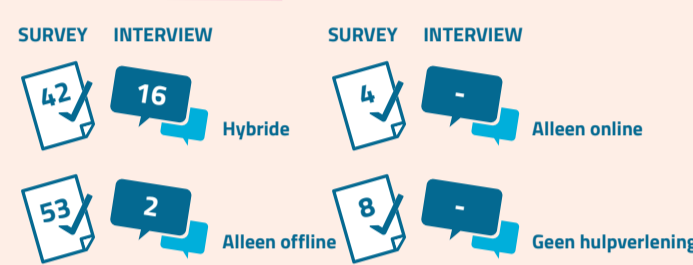 SURVEY INTERVIEW SURVEY INTERVIEW
42 16 Hybride 4 - Alleen online
53 2 Alleen offline 8 - Geen hulpverlening